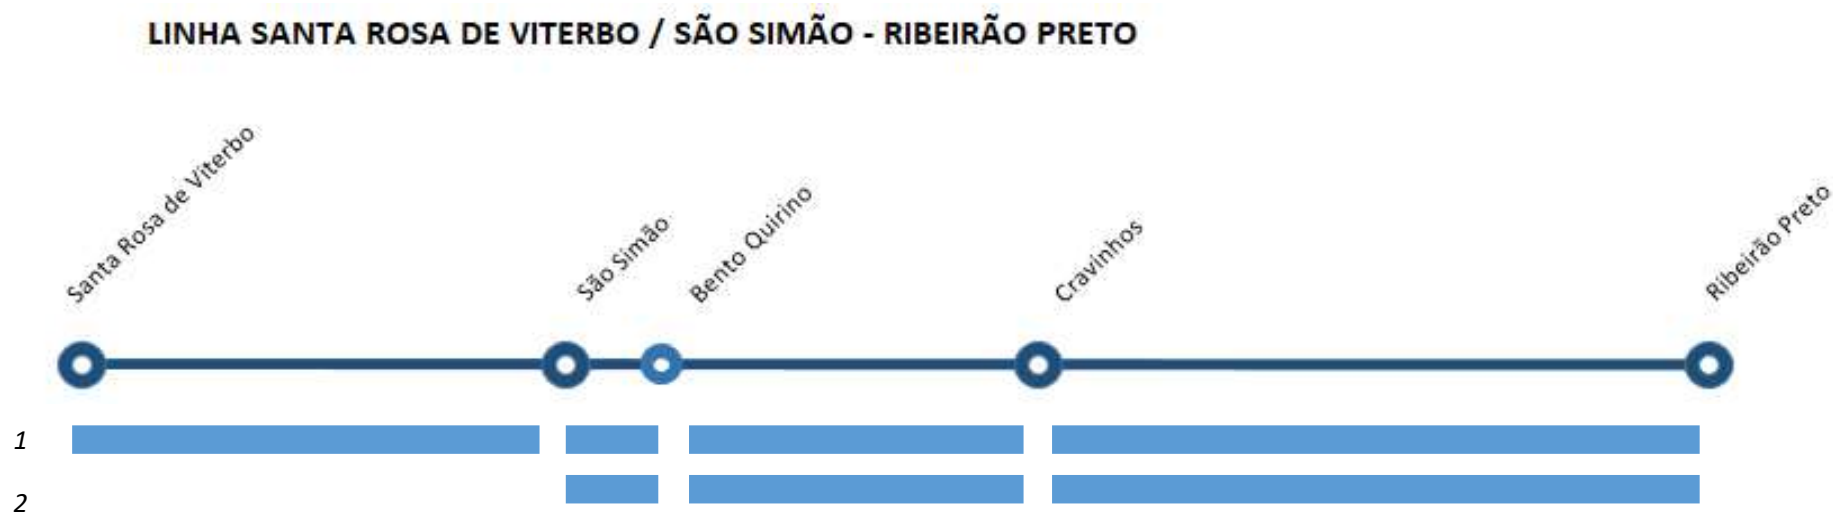 LINHA SANTA ROSA DE VITERBO / SÃO SIMÃO - RIBEIRÃO PRETO
Santa Rosa de Viterbo
São Simão
Bento Quirino
Cravinhos
Ribeirão Preto
1
2